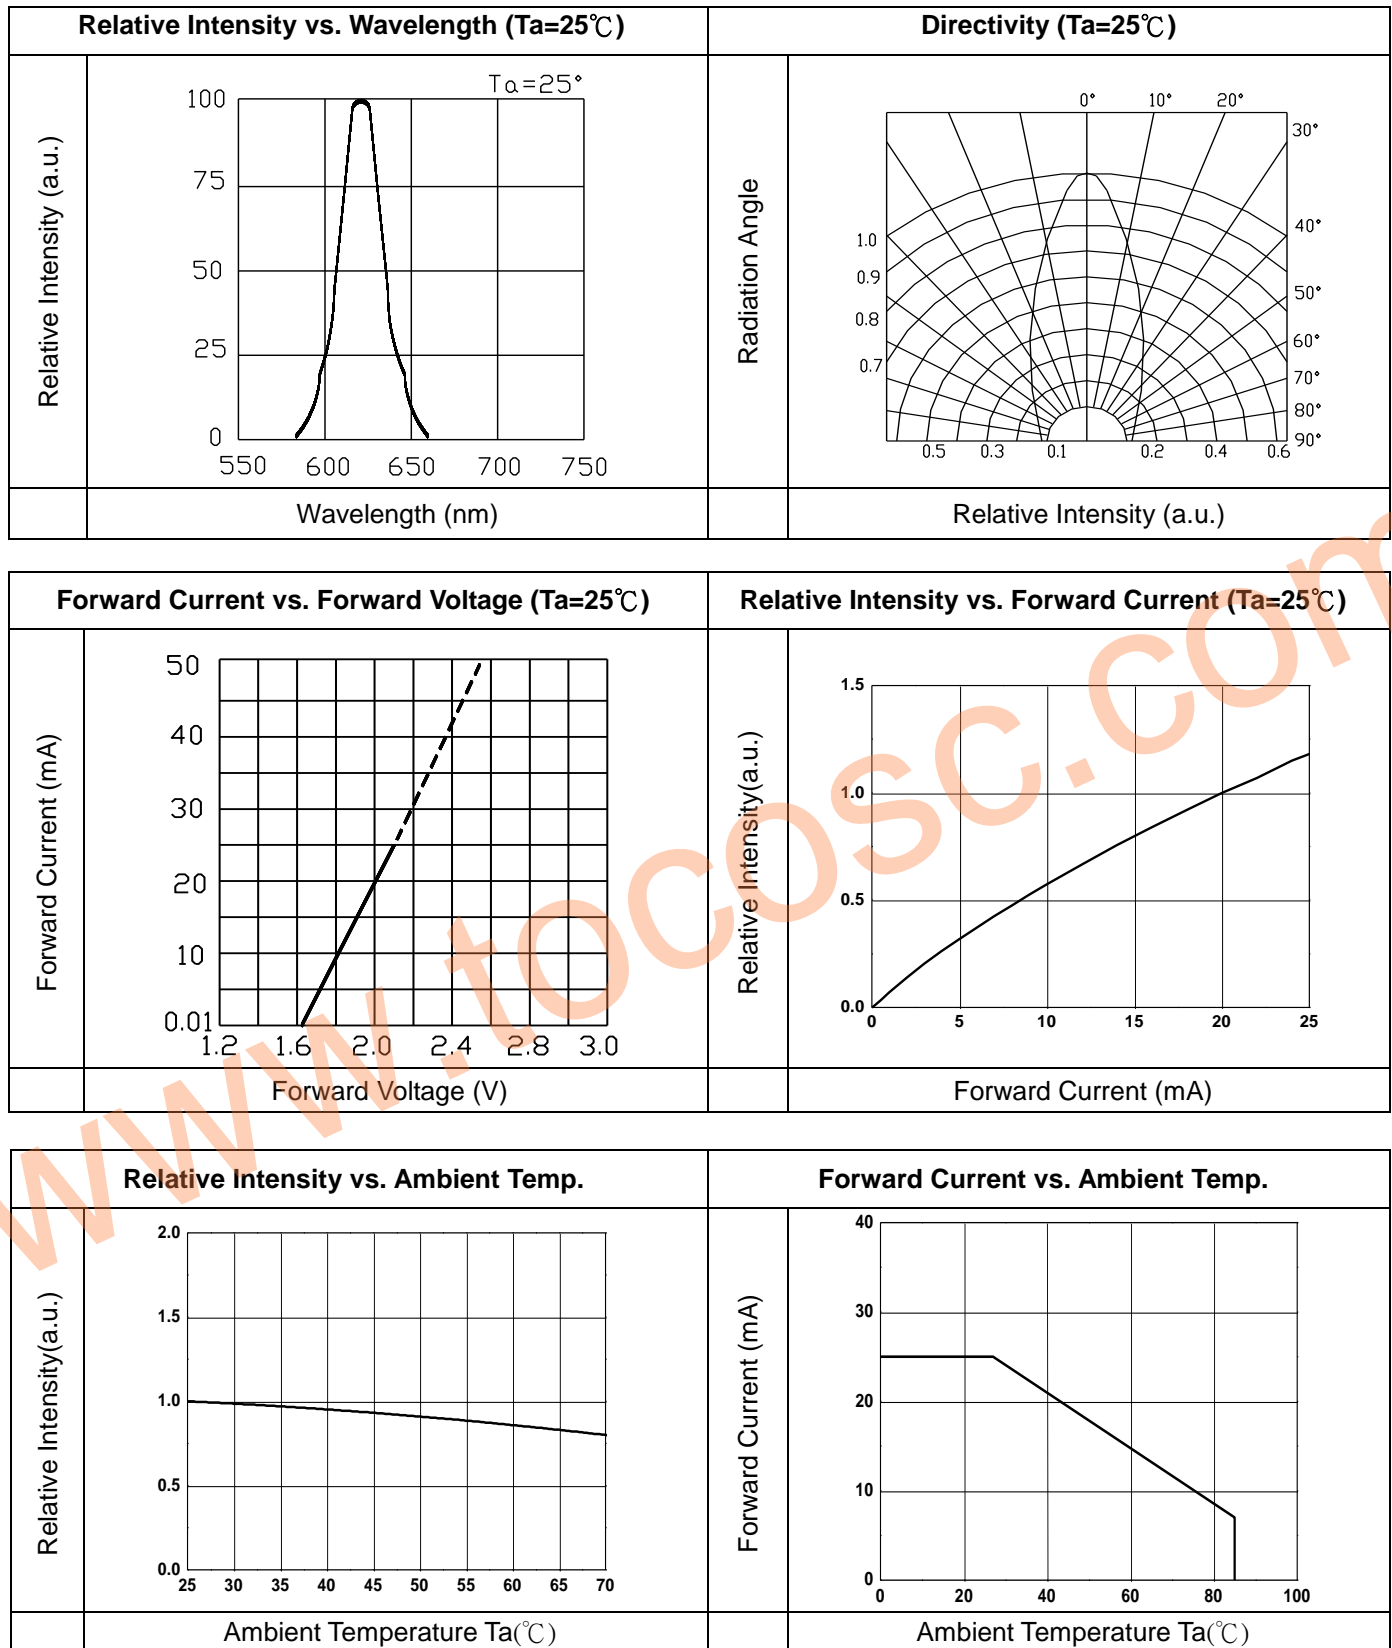 Relative Intensity vs. Wavelength (Ta=25℃)
Directivity (Ta=25℃)
Relative Intensity (a.u.)
Ta=25°
100
75
50
25
0
550 600 650 700 750
Wavelength (nm)
Radiation Angle
0° 10° 20°
30°
40°
50°
60°
70°
80°
90°
1.0
0.9
0.8
0.7
0.5 0.3 0.1 0.2 0.4 0.6
Relative Intensity (a.u.)
Forward Current vs. Forward Voltage (Ta=25℃)
Relative Intensity vs. Forward Current (Ta=25℃)
Forward Current (mA)
50
40
30
20
10
0.01
1.2 1.6 2.0 2.4 2.8 3.0
Forward Voltage (V)
Relative Intensity(a.u.)
1.5
1.0
0.5
0.0
0 5 10 15 20 25
Forward Current (mA)
Relative Intensity vs. Ambient Temp.
Forward Current vs. Ambient Temp.
Relative Intensity(a.u.)
2.0
1.5
1.0
0.5
0.0
25 30 35 40 45 50 55 60 65 70
Ambient Temperature Ta(℃)
Forward Current (mA)
40
30
20
10
0
0 20 40 60 80 100
Ambient Temperature Ta(℃)
www.tocosc.com